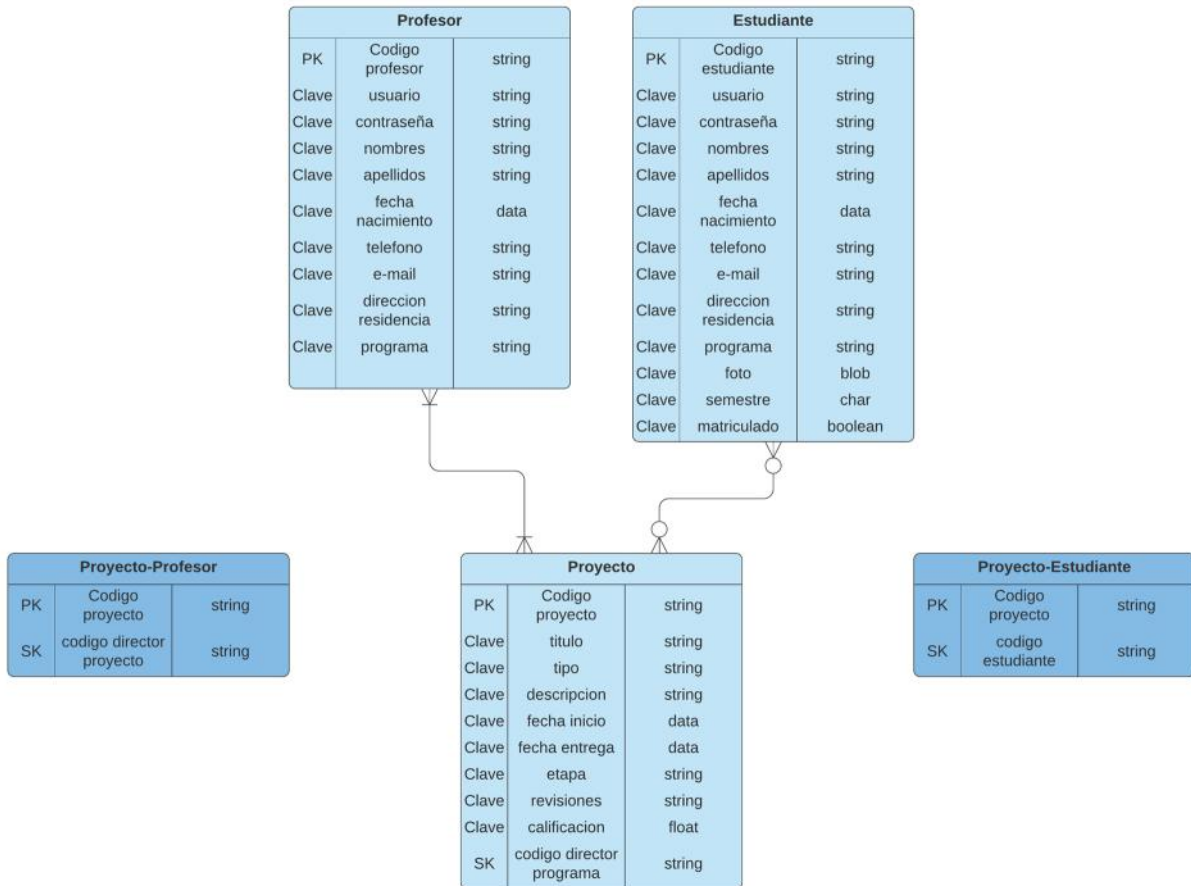 Profesor
PK Codigo profesor string
Clave usuario string
Clave contraseña string
Clave nombres string
Clave apellidos string
Clave fecha nacimiento data
Clave telefono string
Clave e-mail string
Clave direccion residencia string
Clave programa string
Estudiante
PK Codigo estudiante string
Clave usuario string
Clave contraseña string
Clave nombres string
Clave apellidos string
Clave fecha nacimiento data
Clave telefono string
Clave e-mail string
Clave direccion residencia string
Clave programa string
Clave foto blob
Clave semestre char
Clave matriculado boolean
Proyecto-Profesor
PK Codigo proyecto string
SK codigo director proyecto string
Proyecto
PK Codigo proyecto string
Clave titulo string
Clave tipo string
Clave descripcion string
Clave fecha inicio data
Clave fecha entrega data
Clave etapa string
Clave revisiones string
Clave calificacion float
SK codigo director programa string
Proyecto-Estudiante
PK Codigo proyecto string
SK codigo estudiante string